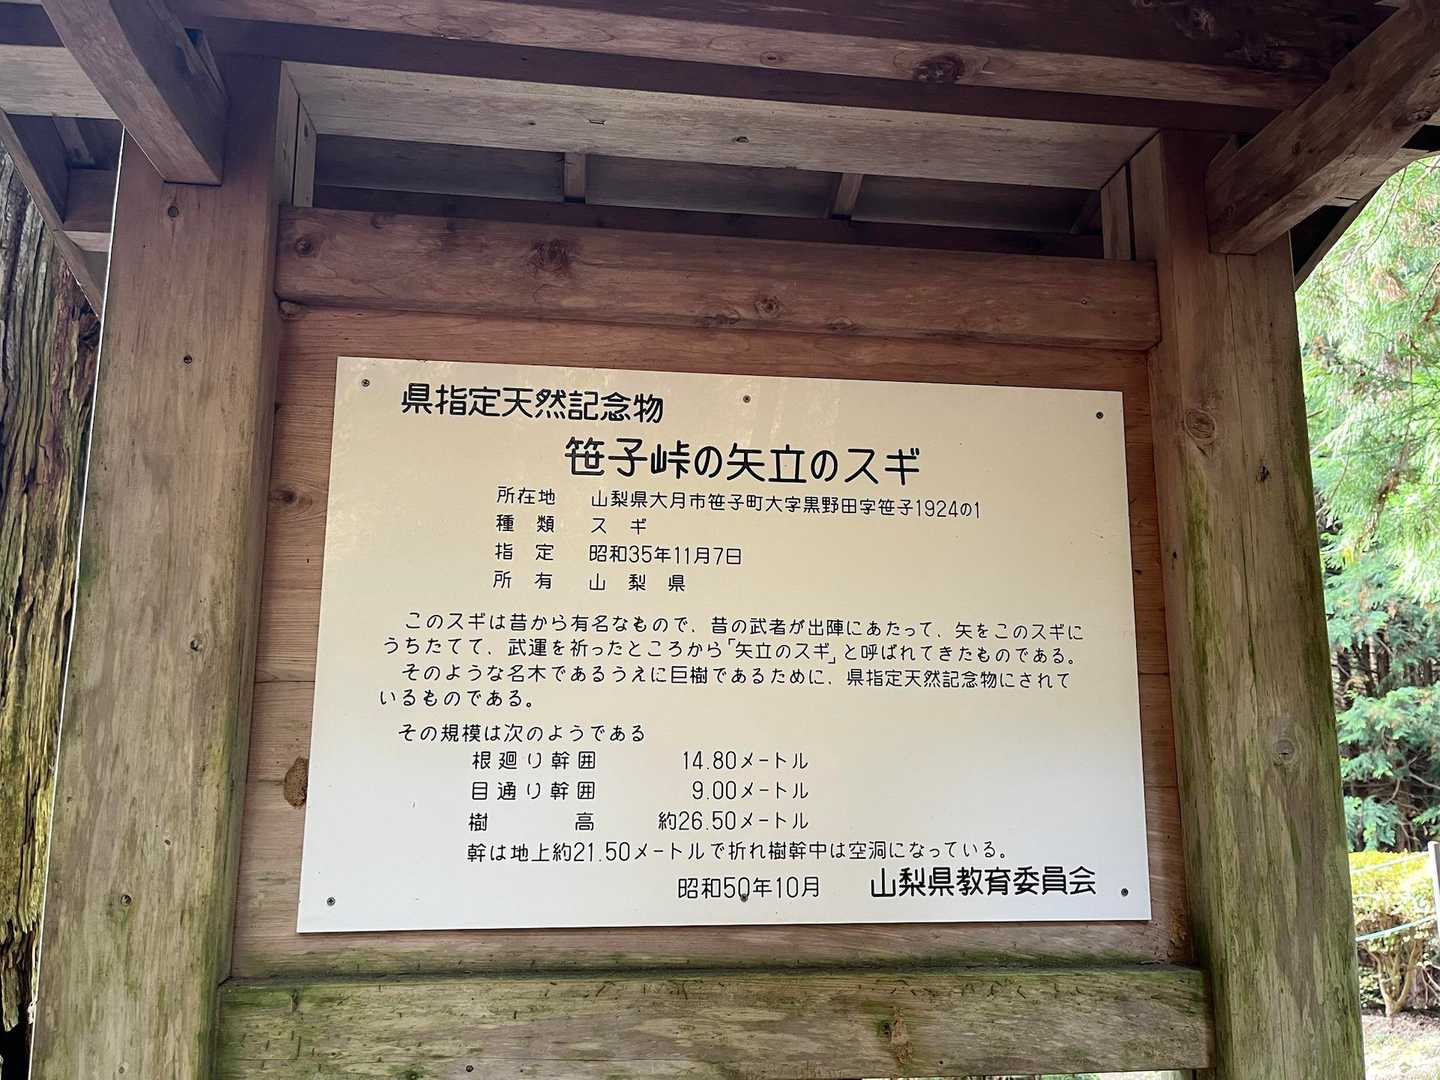 県指定天然記念物
笹子峠の矢立のスギ
所在地 山梨県大月市笹子町大字黒野田字笹子1924の1
種類 スギ
指定 昭和35年11月7日
所有 山梨県
このスギは昔から有名なもので、昔の武者が出陣にあたって、矢をこのスギに
うちたてて、武運を祈ったところから「矢立のスギ」と呼ばれてきたものである。
そのような名木であるうえに巨樹であるために、県指定天然記念物にされて
いるものである。
その規模は次のようである
根廻り幹囲 14.80メートル
目通り幹囲 9.00メートル
樹高 約26.50メートル
幹は地上約21.50メートルで折れ樹幹中は空洞になっている。
昭和50年10月 山梨県教育委員会